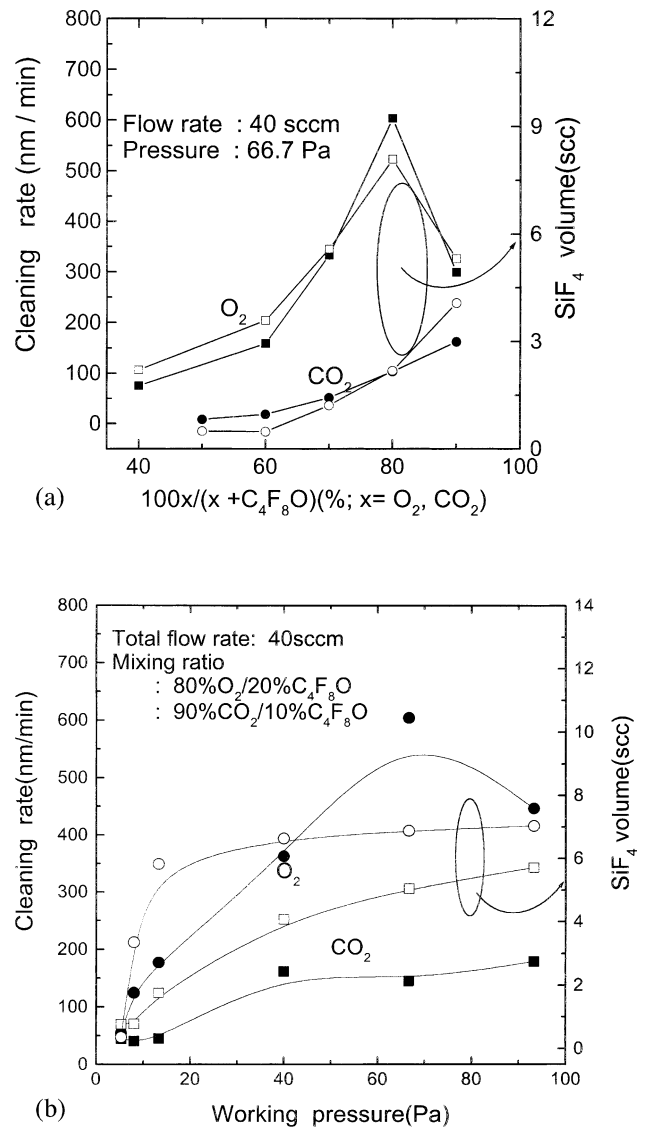 800
700
600
500
400
300
200
100
0
Cleaning rate (nm / min)
12
9
6
3
0
SiF4 volume(scc)
Flow rate : 40 sccm
Pressure : 66.7 Pa
O2
CO2
40 60 80 100
(a) 100x/(x +C4F8O)(%; x= O2, CO2)
800
700
600
500
400
300
200
100
0
Cleaning rate(nm/min)
14
12
10
8
6
4
2
0
SiF4 volume(scc)
Total flow rate: 40sccm
Mixing ratio
: 80%O2/20%C4F8O
: 90%CO2/10%C4F8O
O2
CO2
0 20 40 60 80 100
(b) Working pressure(Pa)